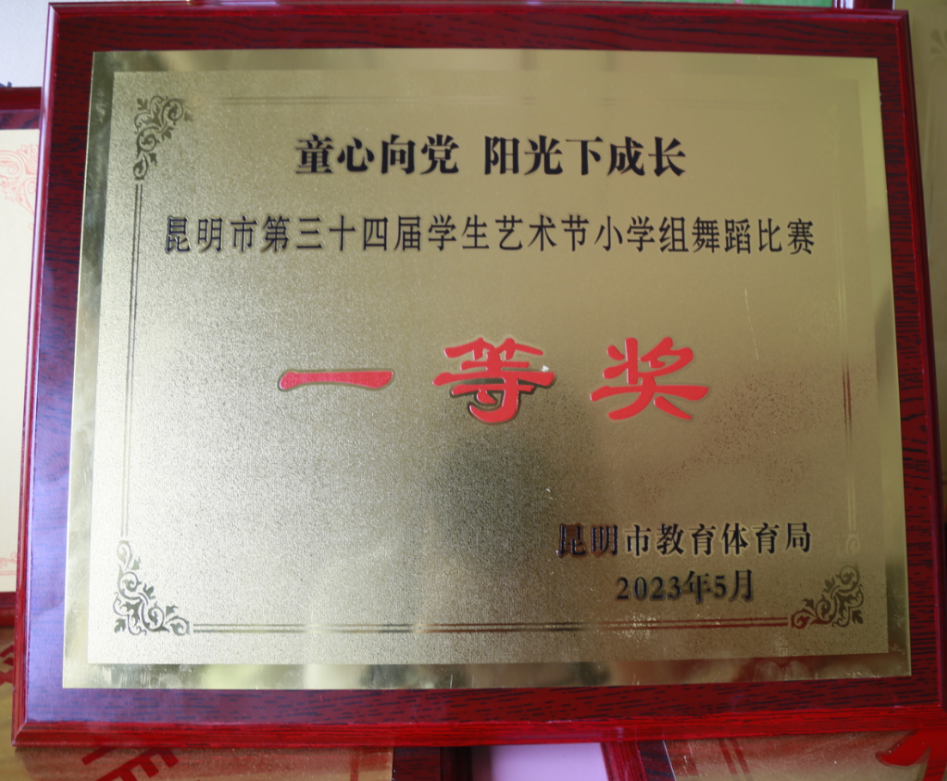 童心向党 阳光下成长
昆明市第三十四届学生艺术节小学组舞蹈比赛
一等奖
昆明市教育体育局
2023年5月